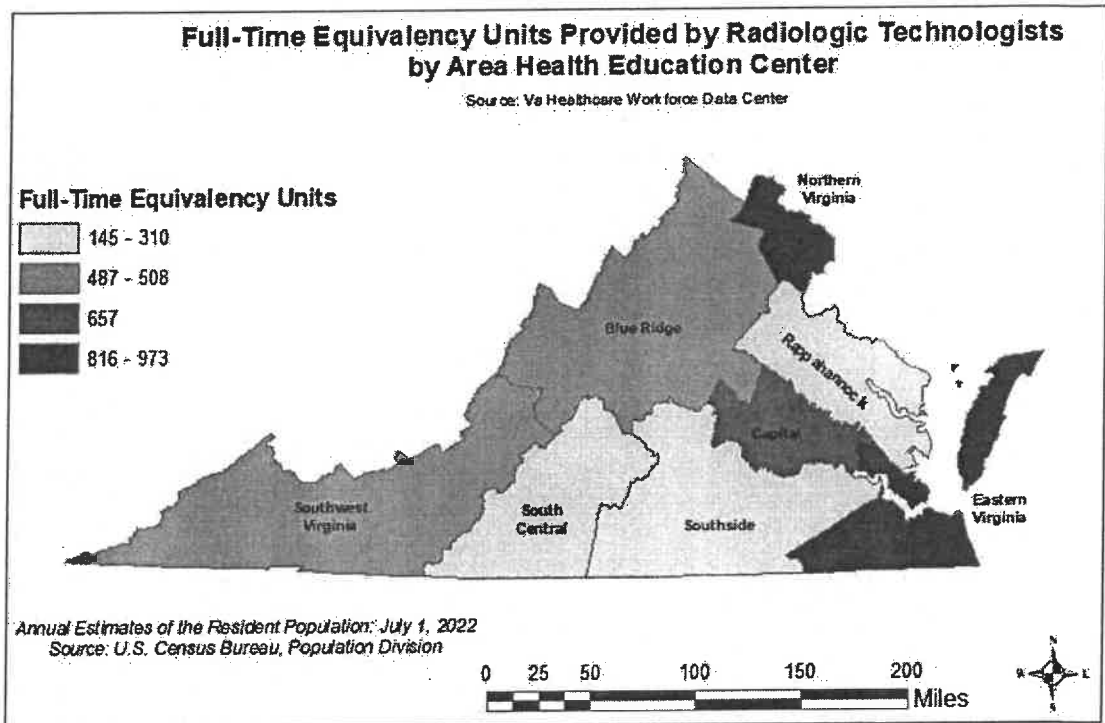 Full-Time Equivalency Units Provided by Radiologic Technologists
by Area Health Education Center
Source: Va Healthcare Workforce Data Center
Full-Time Equivalency Units
145 - 310
487 - 508
657
816 - 973
Northern
Virginia
Blue Ridge
Rappahannock
Capital
Southwest
Virginia
South
Central
Southside
Eastern
Virginia
Annual Estimates of the Resident Population: July 1, 2022
Source: U.S. Census Bureau, Population Division
0 25 50 100 150 200
Miles
N
W E
S